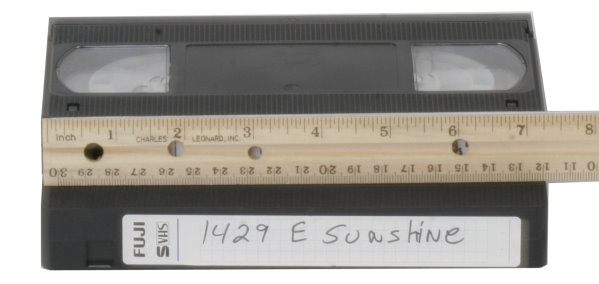 Inch 1 2 3 4 5 6 7 8
CHARLES LEONARD, INC.
30 29 28 27 26 25 24 23 22 21 20 19 18 17 16 15 14 13 12 11 10
FUJI
SVHS
1429 E Sunshine